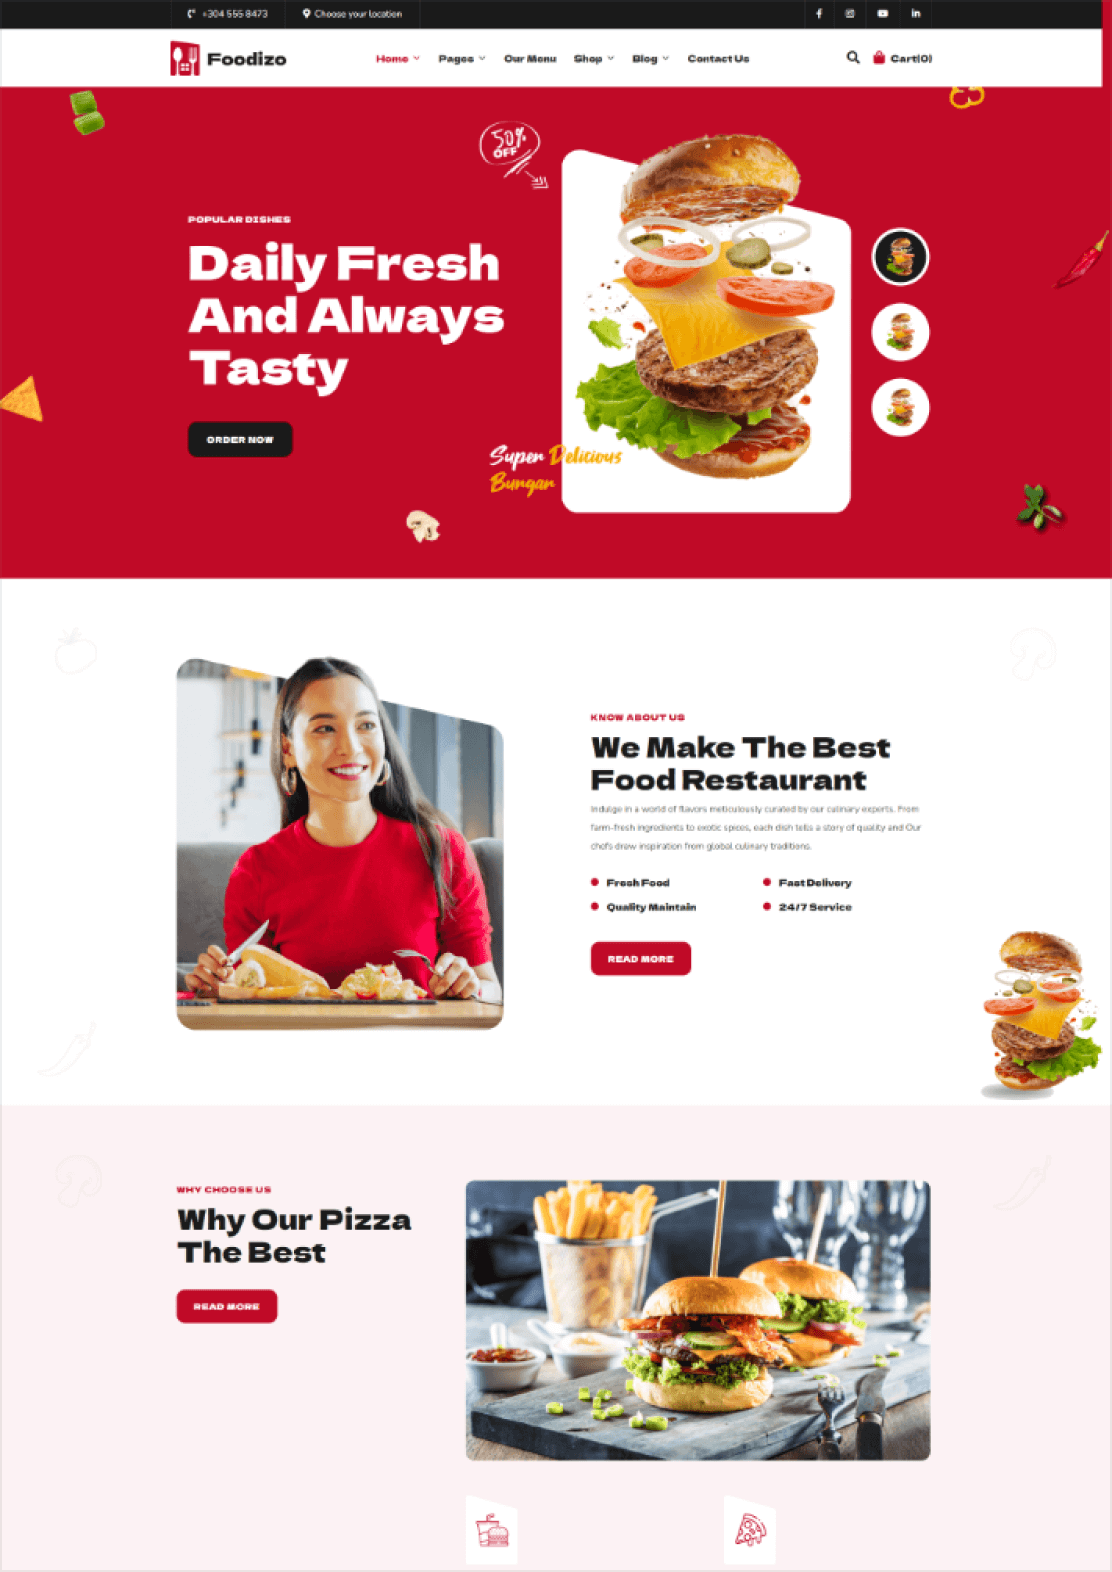 +304 555 8473
Choose your location
Foodizo
Home
Pages
Our Menu
Shop
Blog
Contact Us
Cart(0)
50%
OFF
POPULAR DISHES
Daily Fresh
And Always
Tasty
ORDER NOW
Super Delicious
Bungar
KNOW ABOUT US
We Make The Best
Food Restaurant
Indulge in a world of flavors meticulously curated by our culinary experts. From
farm-fresh ingredients to exotic spices, each dish tells a story of quality and Our
chefs draw inspiration from global culinary traditions.
Fresh Food
Fast Delivery
Quality Maintain
24/7 Service
READ MORE
WHY CHOOSE US
Why Our Pizza
The Best
READ MORE